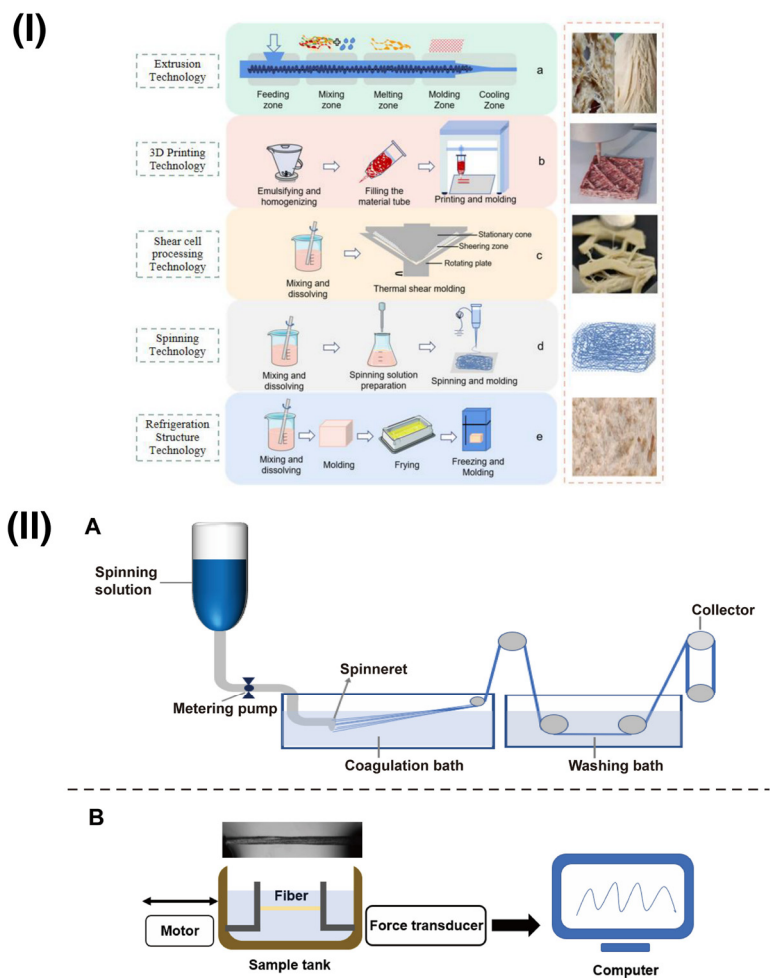 (I)
Extrusion
Technology
Feeding
zone
Mixing
zone
Melting
zone
Molding
Zone
Cooling
Zone
a
3D Printing
Technology
Emulsifying and
homogenizing
Filling the
material tube
Printing and molding
b
Shear cell
processing
Technology
Mixing and
dissolving
Stationary cone
Sheering zone
Rotating plate
Thermal shear molding
c
Spinning
Technology
Mixing and
dissolving
Spinning solution
preparation
Spinning and molding
d
Refrigeration
Structure
Technology
Mixing and
dissolving
Molding
Frying
Freezing and
Molding
e
(II)
A
Spinning
solution
Metering pump
Spinneret
Coagulation bath
Washing bath
Collector
B
Motor
Fiber
Sample tank
Force transducer
Computer